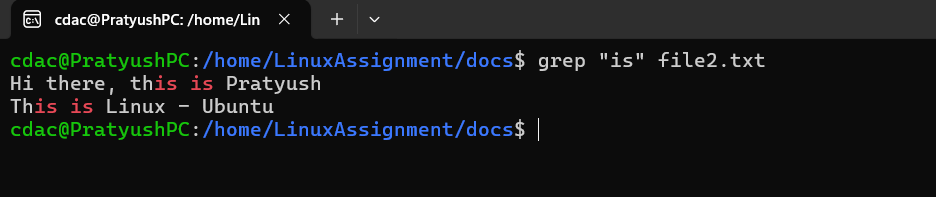 cdac@PratyushPC: /home/Lin
cdac@PratyushPC:/home/LinuxAssignment/docs$ grep "is" file2.txt
Hi there, this is Pratyush
This is Linux - Ubuntu
cdac@PratyushPC:/home/LinuxAssignment/docs$